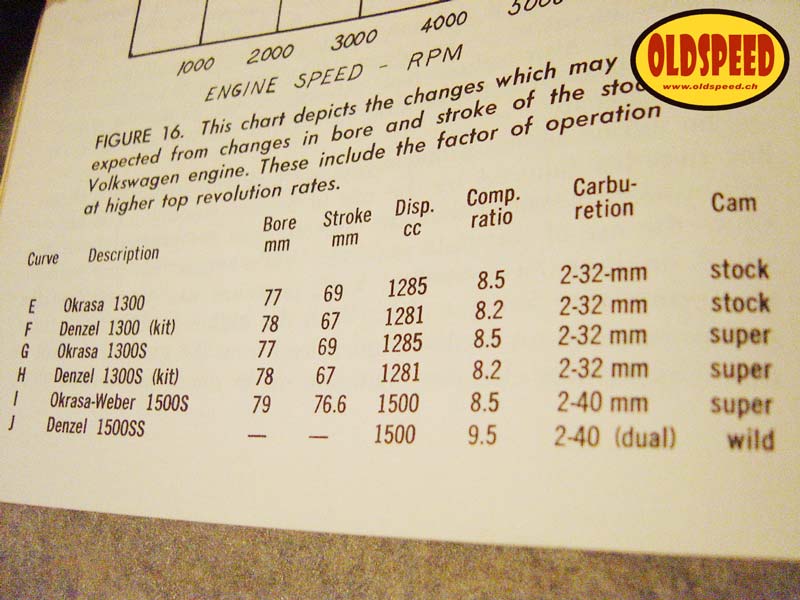 1000 2000 3000 4000
ENGINE SPEED - RPM
OLDSPEED
www.oldspeed.ch
FIGURE 16. This chart depicts the changes which may
expected from changes in bore and stroke of the
Volkswagen engine. These include the factor of operation
at higher top revolution rates.
Curve Description Bore mm Stroke mm Disp. cc Comp. ratio Carbu-retion Cam
E Okrasa 1300 77 69 1285 8.5 2-32-mm stock
F Denzel 1300 (kit) 78 67 1281 8.2 2-32 mm stock
G Okrasa 1300S 77 69 1285 8.5 2-32 mm super
H Denzel 1300S (kit) 78 67 1281 8.2 2-32 mm super
I Okrasa-Weber 1500S 79 76.6 1500 8.5 2-40 mm super
J Denzel 1500SS — — 1500 9.5 2-40 (dual) wild